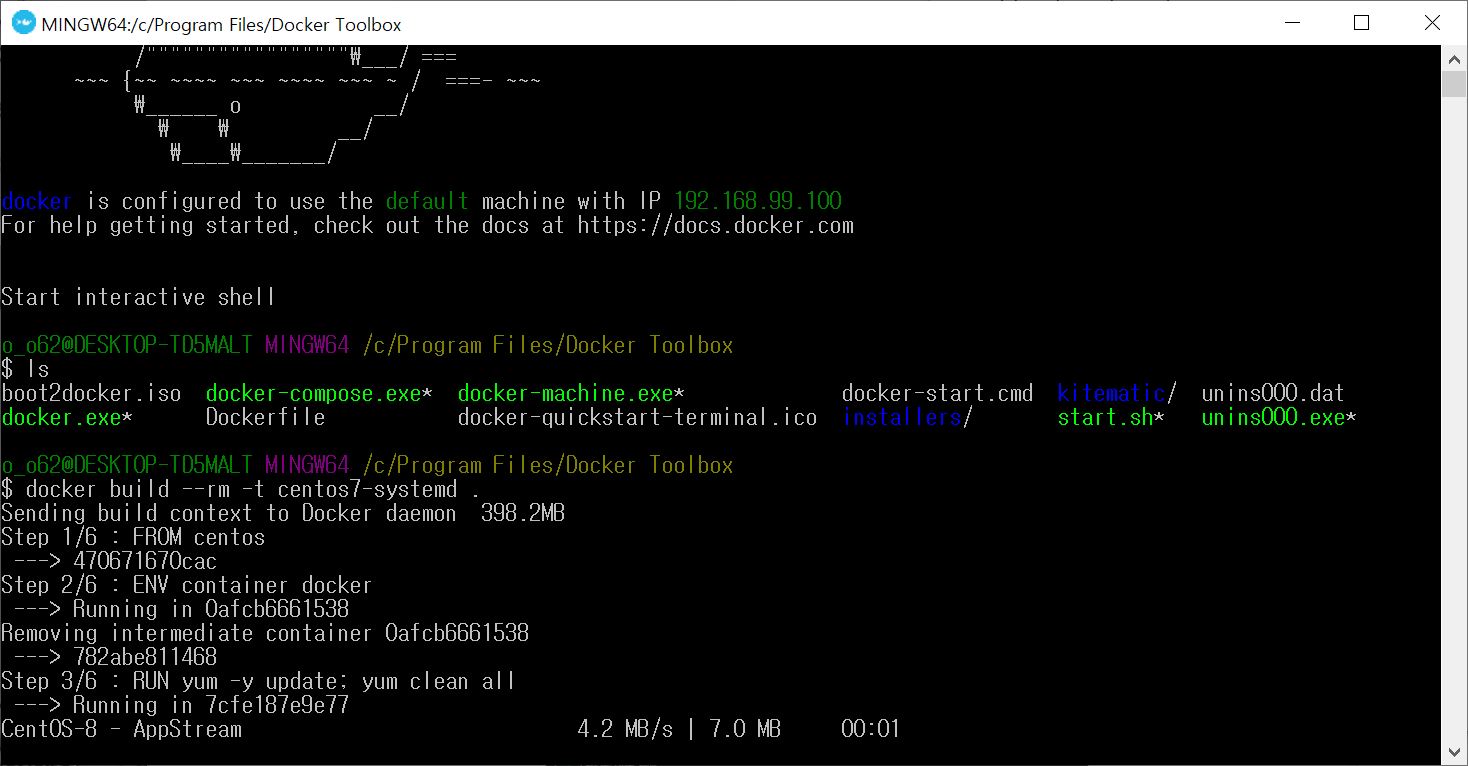 MINGW64:/c/Program Files/Docker Toolbox
/"""""""""""""""""₩___/ ===
~~~ {~~ ~~~~ ~~~ ~~~~ ~~~ ~ /  ===- ~~~
₩______ o           __/
₩    ₩         __/
₩____₩_______/
docker is configured to use the default machine with IP 192.168.99.100
For help getting started, check out the docs at https://docs.docker.com
Start interactive shell
o_o62@DESKTOP-TD5MALT MINGW64 /c/Program Files/Docker Toolbox
$ ls
boot2docker.iso  docker-compose.exe*  docker-machine.exe*             docker-start.cmd  kitematic/  unins000.dat
docker.exe*      Dockerfile           docker-quickstart-terminal.ico  installers/       start.sh*   unins000.exe*
o_o62@DESKTOP-TD5MALT MINGW64 /c/Program Files/Docker Toolbox
$ docker build --rm -t centos7-systemd .
Sending build context to Docker daemon  398.2MB
Step 1/6 : FROM centos
 ---> 470671670cac
Step 2/6 : ENV container docker
 ---> Running in 0afcb6661538
Removing intermediate container 0afcb6661538
 ---> 782abe811468
Step 3/6 : RUN yum -y update; yum clean all
 ---> Running in 7cfe187e9e77
CentOS-8 - AppStream                            4.2 MB/s | 7.0 MB     00:01